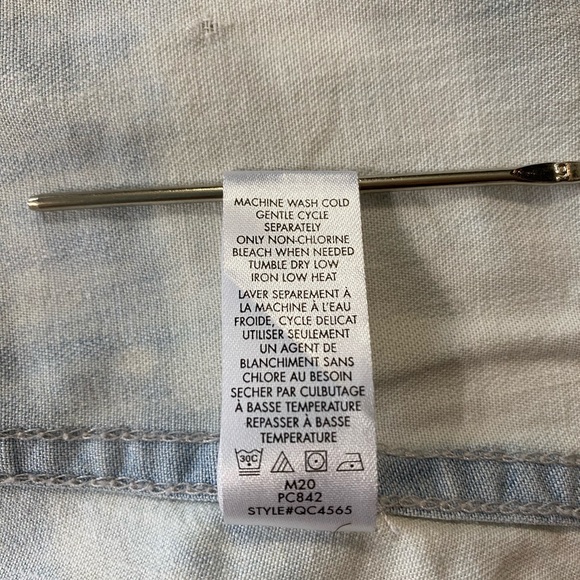 MACHINE WASH COLD
GENTLE CYCLE
SEPARATELY
ONLY NON-CHLORINE
BLEACH WHEN NEEDED
TUMBLE DRY LOW
IRON LOW HEAT
LAVER SEPAREMENT À
LA MACHINE À L'EAU
FROIDE, CYCLE DELICAT
UTILISER SEULEMENT
UN AGENT DE
BLANCHIMENT SANS
CHLORE AU BESOIN
SECHER PAR CULBUTAGE
À BASSE TEMPERATURE
REPASSER À BASSE
TEMPERATURE
30C
M20
PC842
STYLE#QC4565